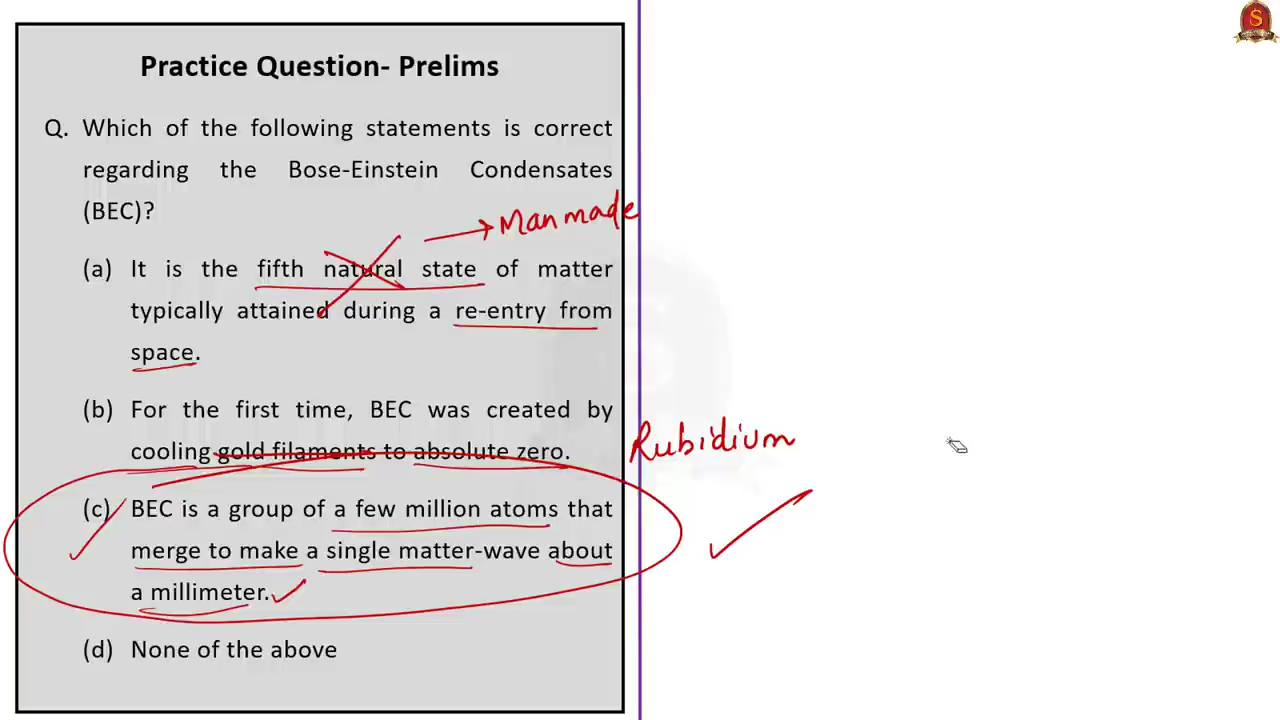 Practice Question- Prelims
Q. Which of the following statements is correct
regarding the Bose-Einstein Condensates
(BEC)?
Man made
(a) It is the fifth natural state of matter
typically attained during a re-entry from
space.
(b) For the first time, BEC was created by
cooling gold filaments to absolute zero.
Rubidium
(c) BEC is a group of a few million atoms that
merge to make a single matter-wave about
a millimeter.
(d) None of the above